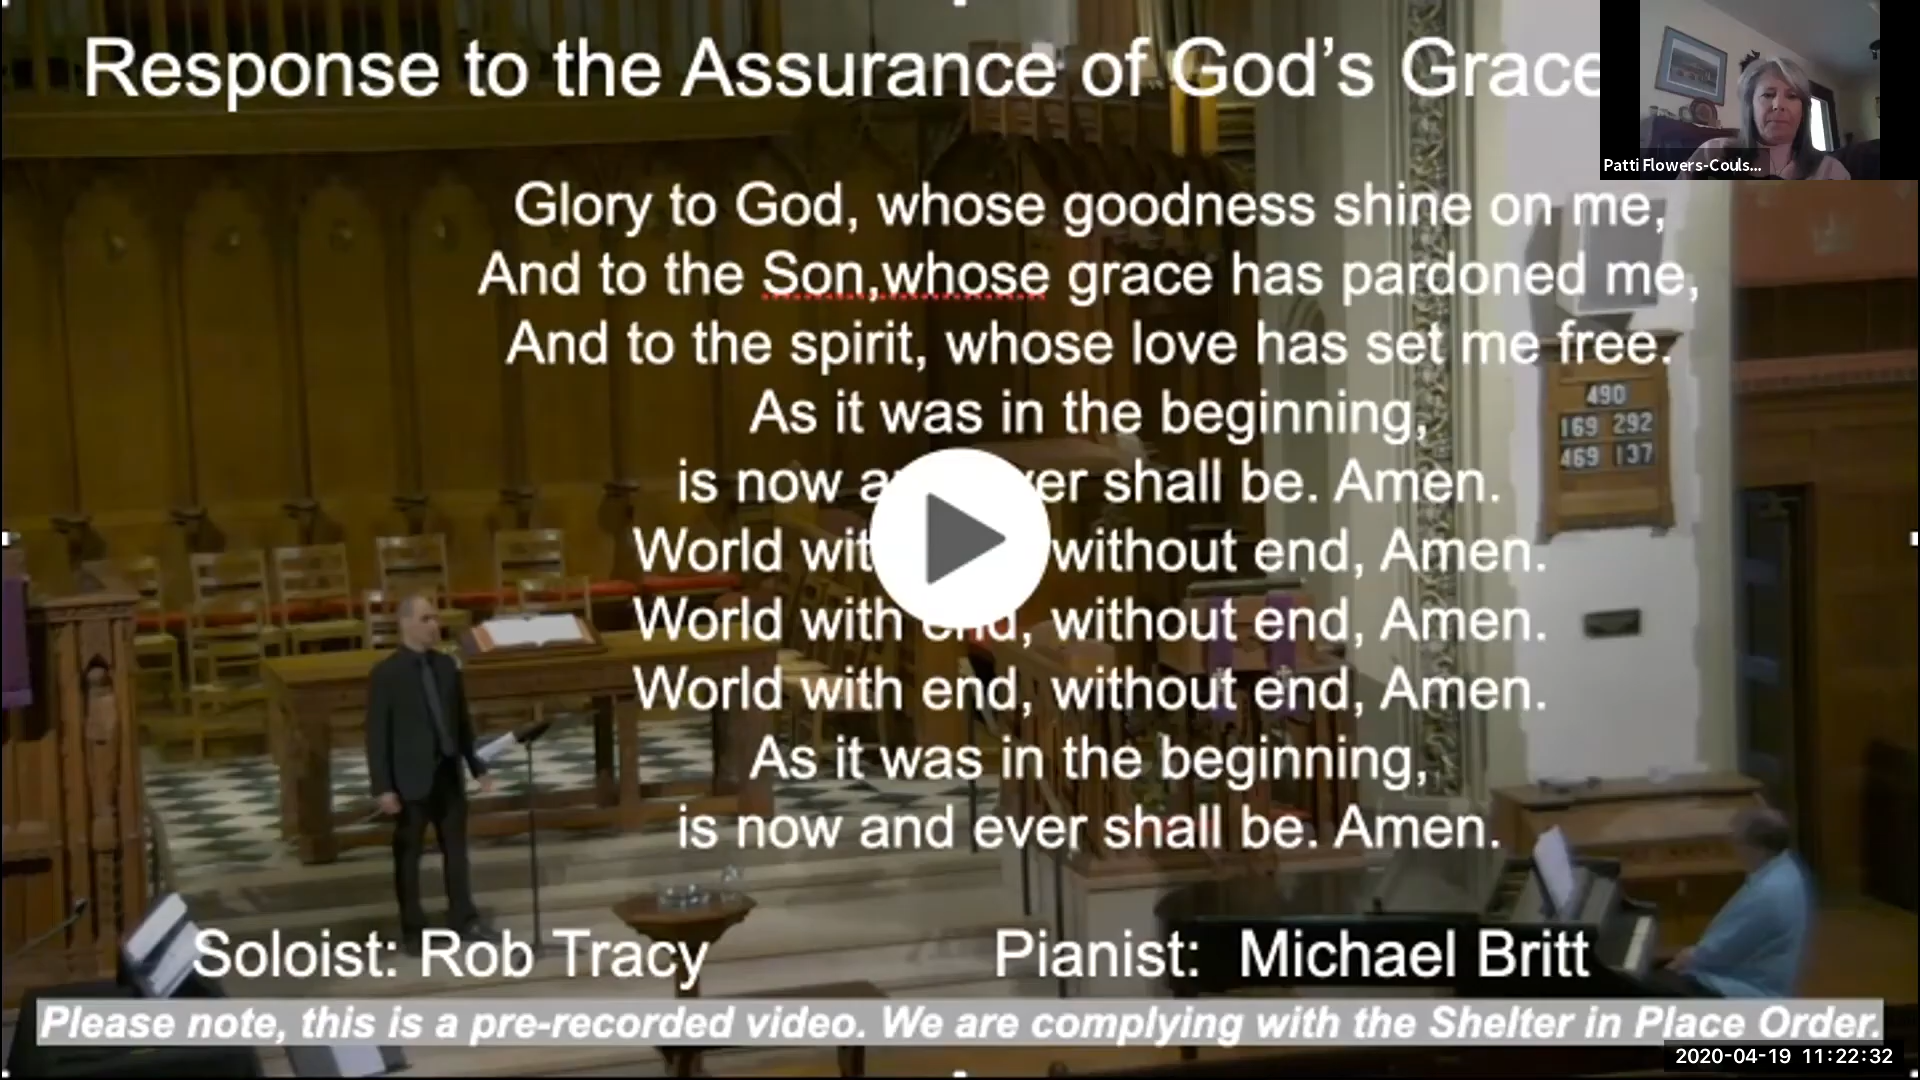 Response to the Assurance of God's Grace
Patti Flowers-Couls...
Glory to God, whose goodness shine on me,
And to the Son,whose grace has pardoned me,
And to the spirit, whose love has set me free.
490
169 292
469 137
As it was in the beginning,
is now ever shall be. Amen.
World without end, Amen.
World with end, without end, Amen.
World with end, without end, Amen.
As it was in the beginning,
is now and ever shall be. Amen.
Soloist: Rob Tracy
Pianist: Michael Britt
Please note, this is a pre-recorded video. We are complying with the Shelter in Place Order.
2020-04-19 11:22:32